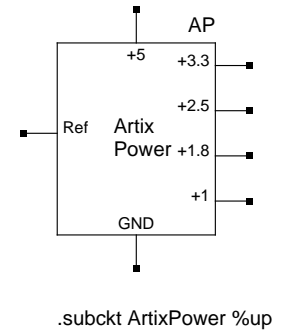 AP
+5
+3.3
+2.5
Ref
Artix
Power
+1.8
+1
GND
.subckt ArtixPower %up